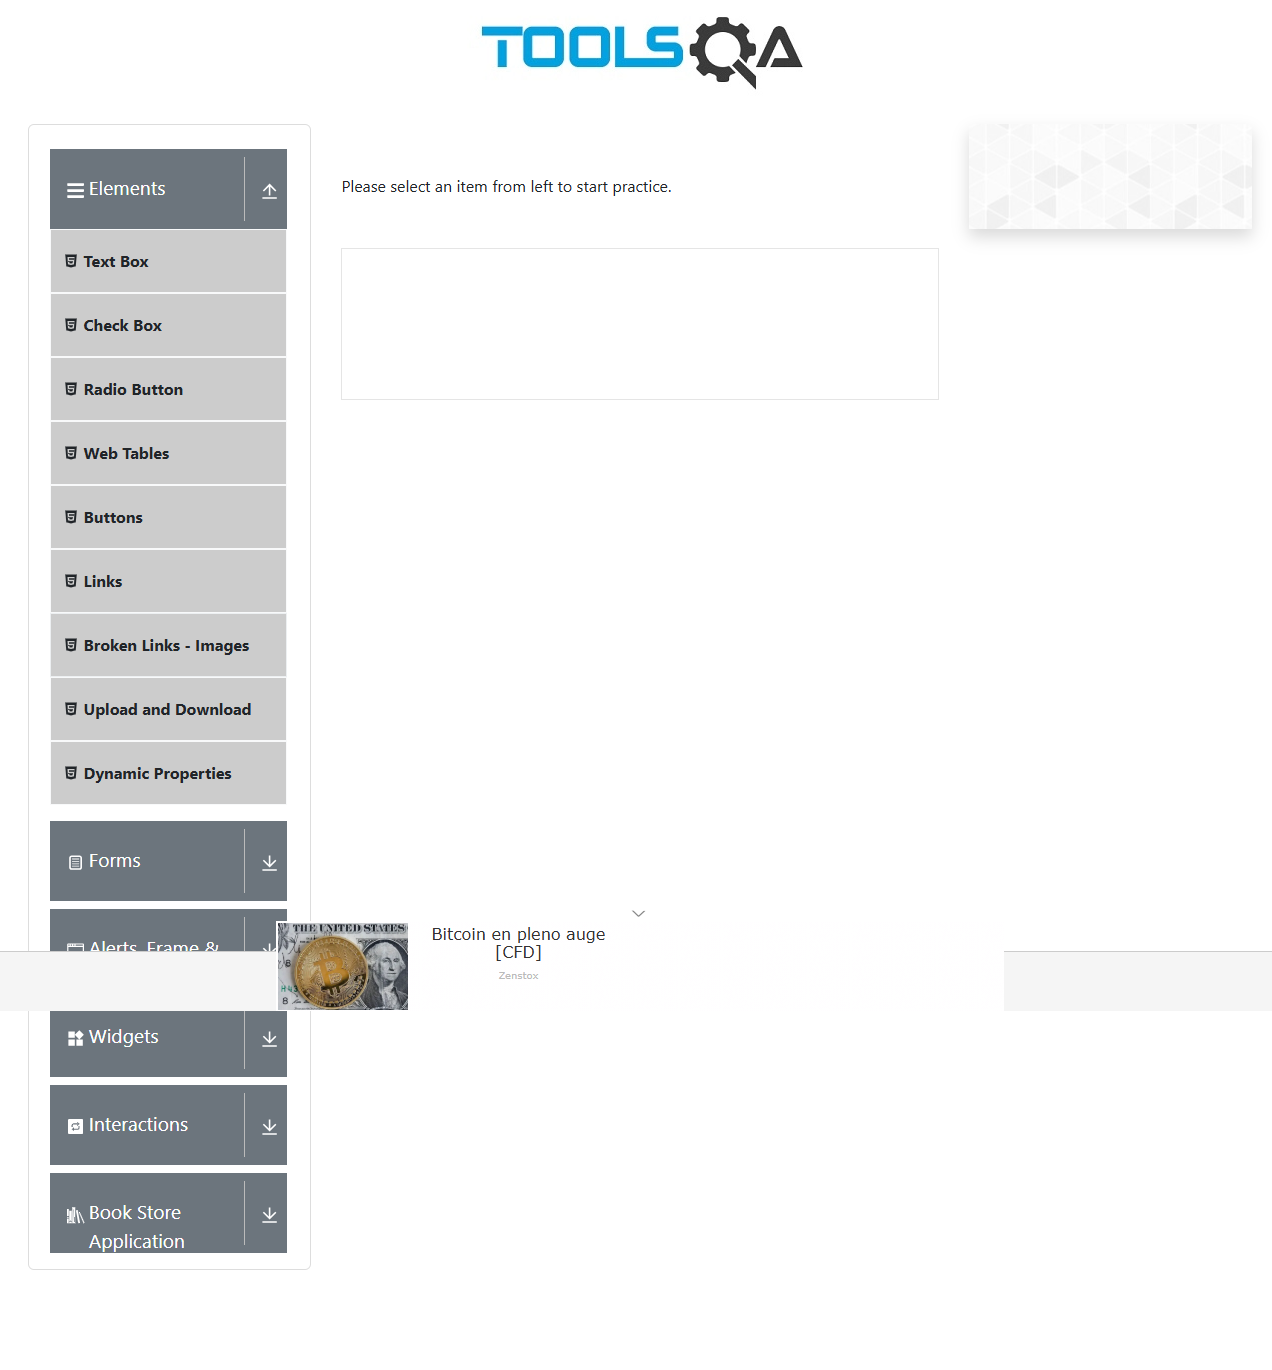 TOOLSQA
Elements
Please select an item from left to start practice.
Text Box
Check Box
Radio Button
Web Tables
Buttons
Links
Broken Links - Images
Upload and Download
Dynamic Properties
Forms
Alerts, Frame &
THE UNITED STATES
Bitcoin en pleno auge
[CFD]
Zenstox
Widgets
Interactions
Book Store
Application